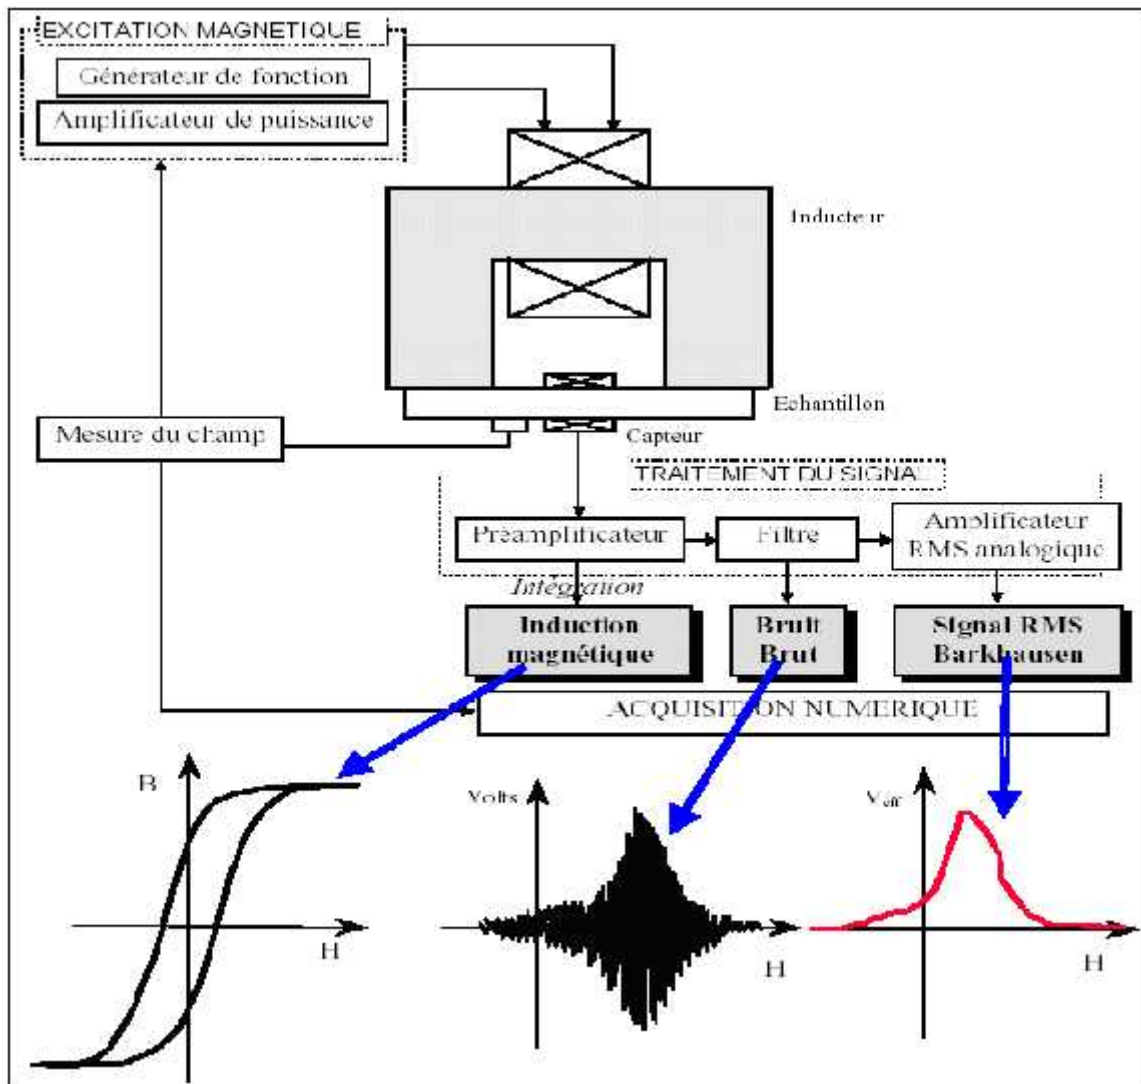 EXCITATION MAGNETIQUE
Générateur de fonction
Amplificateur de puissance
Inducteur
Echantillon
Mesure du champ
Capteur
TRAITEMENT DU SIGNAL
Préamplificateur
Filtre
Amplificateur
RMS analogique
Intégration
Induction
magnétique
Bruit
Brut
Signal RMS
Barkhausen
ACQUISITION NUMERIQUE
B
H
Volts
H
Veff
H